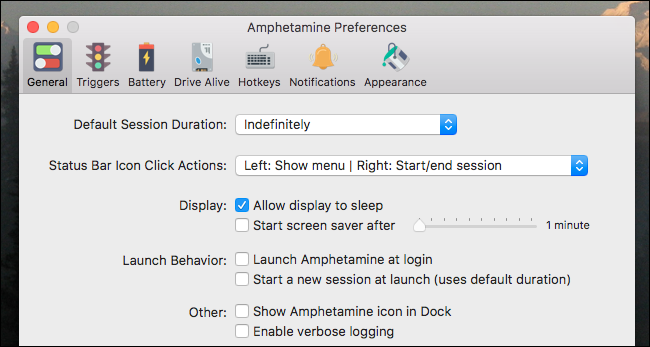 Amphetamine Preferences
General Triggers Battery Drive Alive Hotkeys Notifications Appearance
Default Session Duration: Indefinitely
Status Bar Icon Click Actions: Left: Show menu | Right: Start/end session
Display: Allow display to sleep
Start screen saver after 1 minute
Launch Behavior: Launch Amphetamine at login
Start a new session at launch (uses default duration)
Other: Show Amphetamine icon in Dock
Enable verbose logging